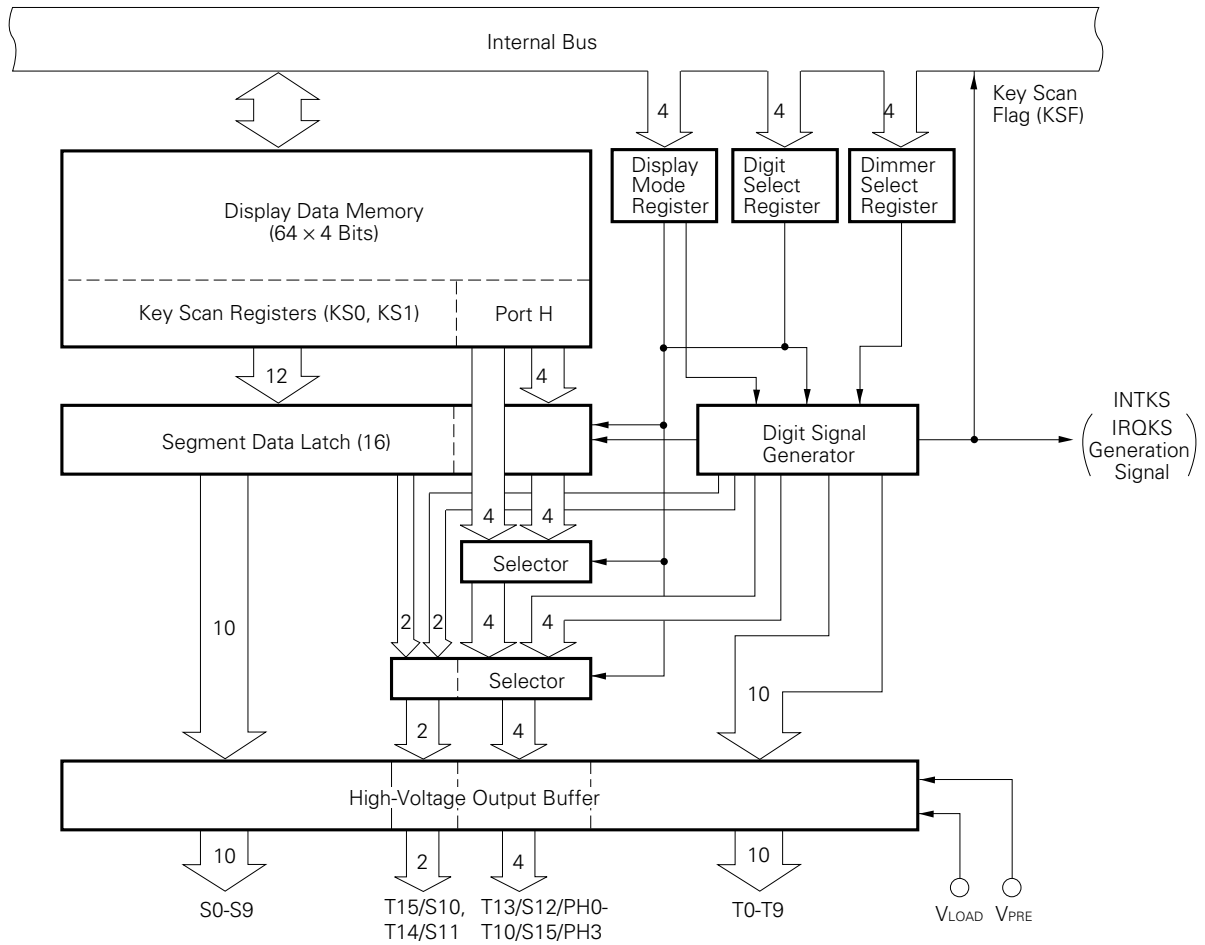 Internal Bus
4
4
4
Key Scan
Flag (KSF)
Display
Mode
Register
Digit
Select
Register
Dimmer
Select
Register
Display Data Memory
(64 × 4 Bits)
Key Scan Registers (KS0, KS1)
Port H
12
4
Segment Data Latch (16)
Digit Signal
Generator
INTKS
(IRQKS
Generation
Signal)
4
4
Selector
10
2
2
4
4
Selector
10
2
4
High-Voltage Output Buffer
10
2
4
10
S0-S9
T15/S10,
T14/S11
T13/S12/PH0-
T10/S15/PH3
T0-T9
VLOAD
VPRE